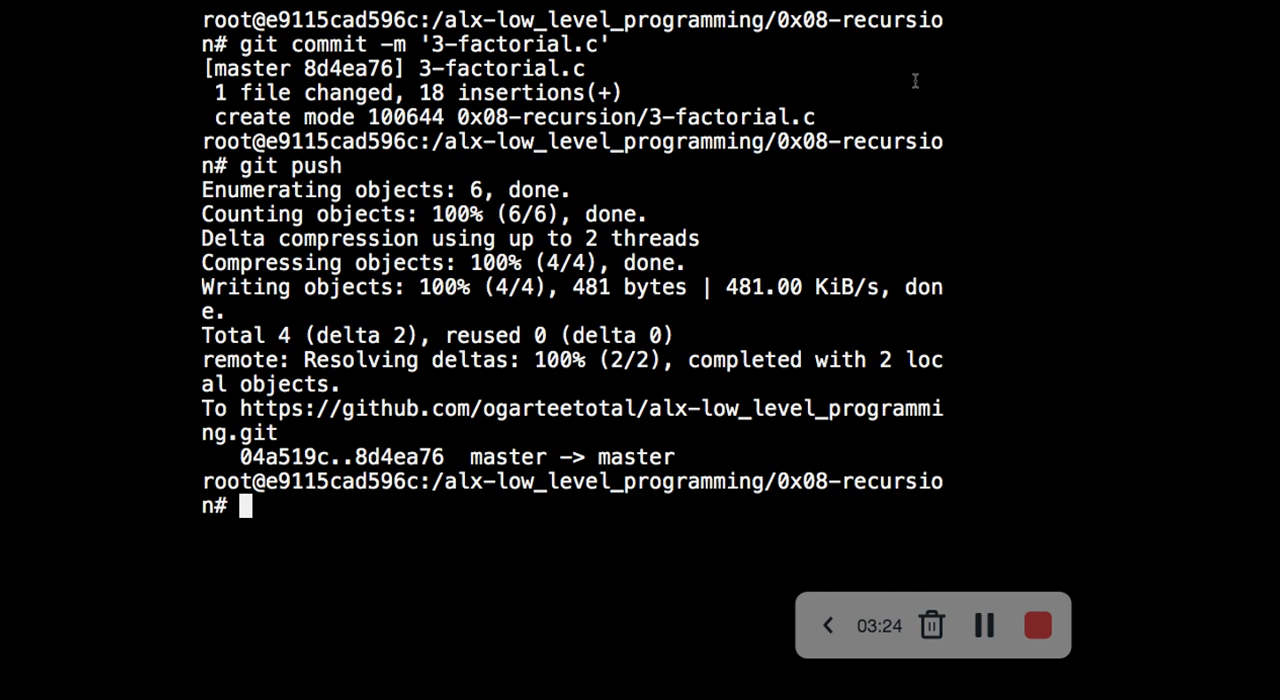 root@e9115cad596c:/alx-low_level_programming/0x08-recursio
n# git commit -m '3-factorial.c'
[master 8d4ea76] 3-factorial.c
 1 file changed, 18 insertions(+)
 create mode 100644 0x08-recursion/3-factorial.c
root@e9115cad596c:/alx-low_level_programming/0x08-recursio
n# git push
Enumerating objects: 6, done.
Counting objects: 100% (6/6), done.
Delta compression using up to 2 threads
Compressing objects: 100% (4/4), done.
Writing objects: 100% (4/4), 481 bytes | 481.00 KiB/s, don
e.
Total 4 (delta 2), reused 0 (delta 0)
remote: Resolving deltas: 100% (2/2), completed with 2 loc
al objects.
To https://github.com/ogarteetotal/alx-low_level_programmi
ng.git
   04a519c..8d4ea76  master -> master
root@e9115cad596c:/alx-low_level_programming/0x08-recursio
n#
03:24